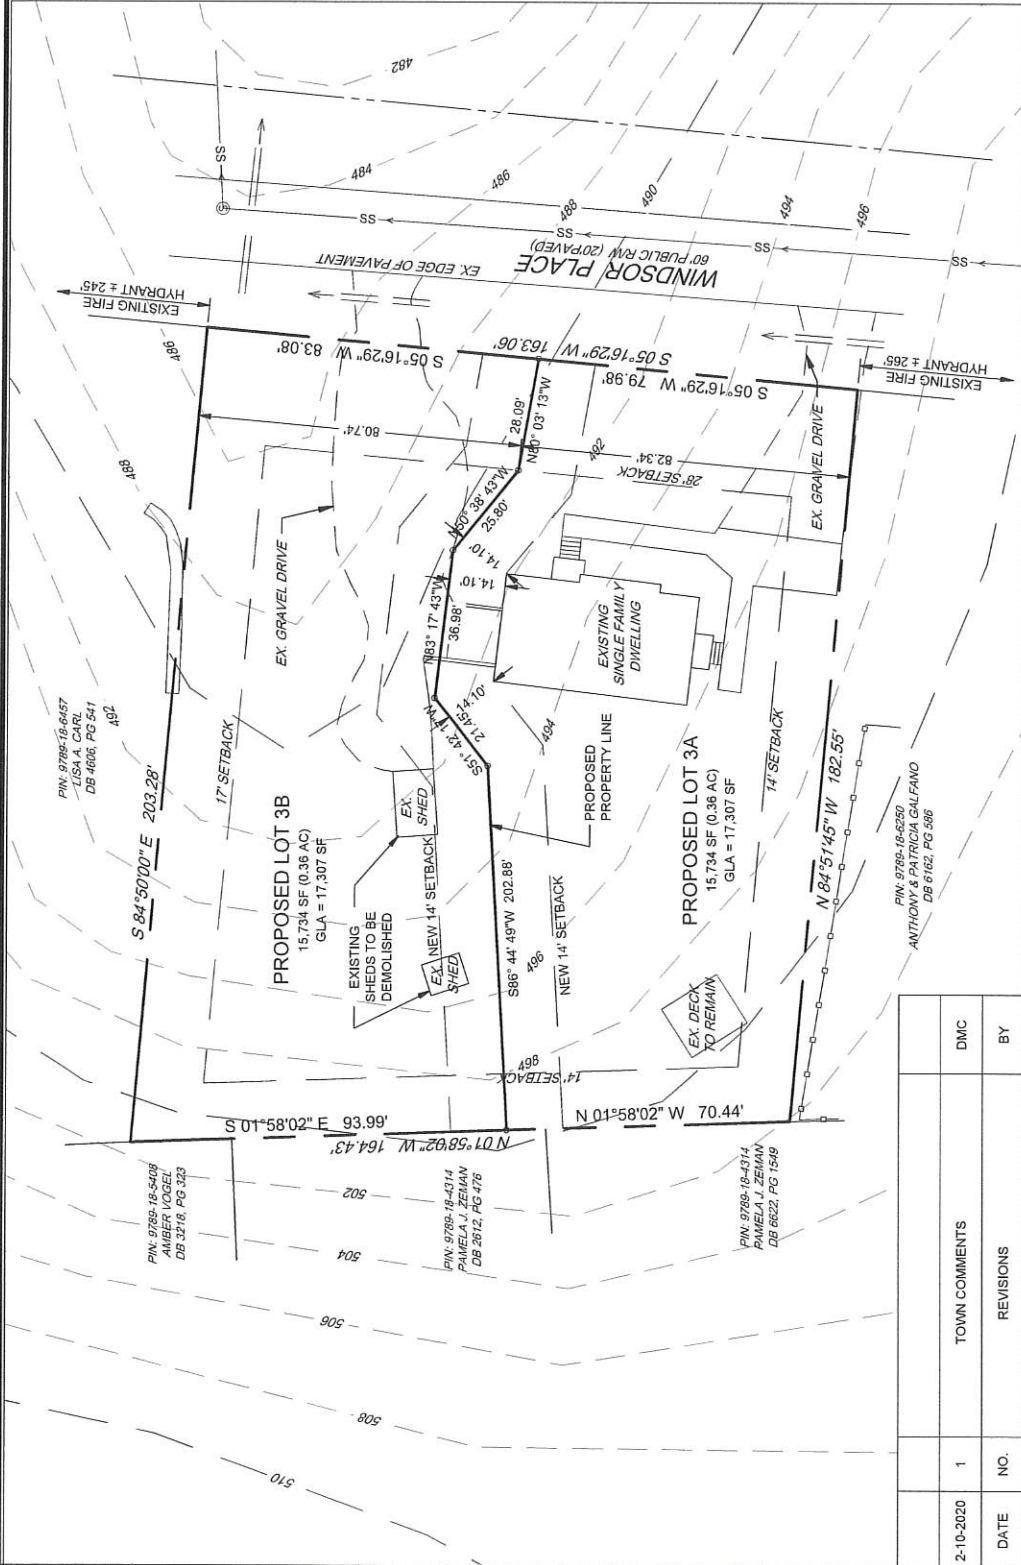 482
SS
484
486
488
490
494
496
SS
SS
SS
SS
WINDSOR PLACE
60' PUBLIC R/W (20'PAVED)
EX. EDGE OF PAVEMENT
EXISTING FIRE
HYDRANT ± 245'
EXISTING FIRE
HYDRANT ± 265'
486
488
492
S 05°16'29" W 83.08'
S 05°16'29" W 163.06'
S 05°16'29" W 79.98'
80.74'
82.34'
28' SETBACK
28.09'
N80° 03' 13"W
492
N50° 38' 43"W
25.80'
14.10'
14.10'
N83° 17' 43"W
36.98'
14.10'
21.45'
EX. GRAVEL DRIVE
EX. GRAVEL DRIVE
EXISTING
SINGLE FAMILY
DWELLING
PIN: 9789-18-6457
LISA A. CARL
DB 4606, PG 541
S 84°50'00" E 203.28'
17' SETBACK
PROPOSED LOT 3B
15,734 SF (0.36 AC)
GLA = 17,307 SF
EX.
SHED
EXISTING
SHEDS TO BE
DEMOLISHED
EX.
SHED
NEW 14' SETBACK
S86° 44' 49"W 202.88'
496
494
NEW 14' SETBACK
PROPOSED
PROPERTY LINE
PROPOSED LOT 3A
15,734 SF (0.36 AC)
GLA = 17,307 SF
14' SETBACK
N 84°51'45" W 182.55'
PIN: 9789-18-6250
ANTHONY & PATRICIA GALFANO
DB 6162, PG 586
EX. DECK
TO REMAIN
498
14' SETBACK
S 01°58'02" E 93.99'
N 01°58'02" W 164.43'
N 01°58'02" W 70.44'
PIN: 9789-18-5408
AMBER VOGEL
DB 3218, PG 323
PIN: 9789-18-4314
PAMELA J. ZEMAN
DB 2612, PG 476
PIN: 9789-18-4314
PAMELA J. ZEMAN
DB 6622, PG 1549
502
504
506
508
510
2-10-2020 1 TOWN COMMENTS DMC
DATE NO. REVISIONS BY